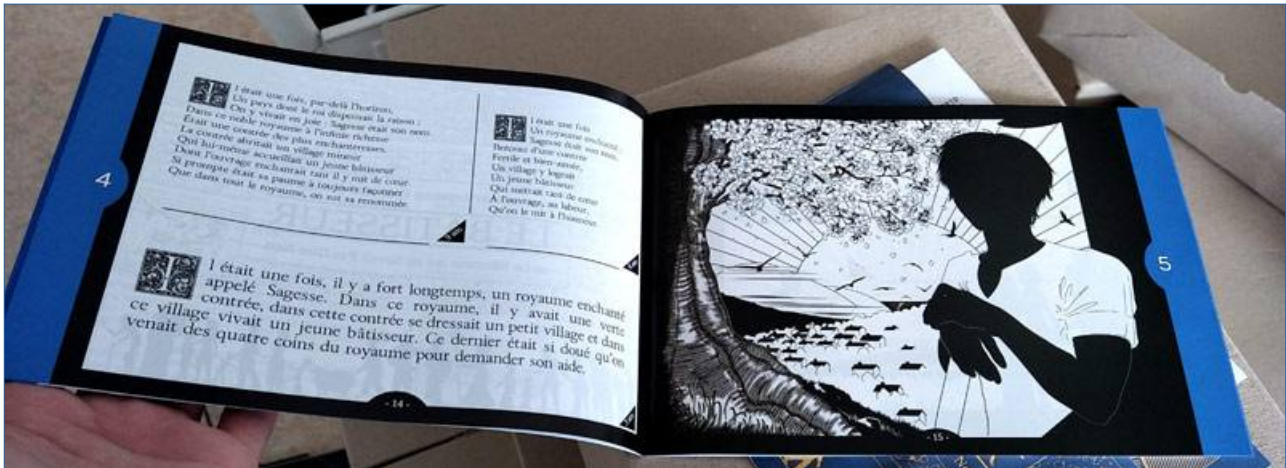 4
Il était une fois, par-delà l'horizon,
Un pays dont le roi dispensait la raison :
On y vivait en joie : Sagesse était son nom.
Dans ce noble royaume à l'infinie richesse
Était une contrée des plus enchanteresses.
La contrée abritait un village mineur
Qui lui-même accueillait un jeune bâtisseur
Dont l'ouvrage enchantait tant il y mit de cœur.
Si prompte était sa paume à toujours façonner
Que dans tout le royaume, on sut sa renommée.
Il était une fois
Un royaume enchanté :
Sagesse était son nom.
Berceau d'une contrée
Fertile et bien-aimée,
Un village y logeait
Un jeune bâtisseur
Qui mettait tant de cœur
À l'ouvrage, au labeur,
Qu'on le mit à l'honneur.
Il était une fois, il y a fort longtemps, un royaume enchanté
appelé Sagesse. Dans ce royaume, il y avait une verte
contrée, dans cette contrée se dressait un petit village et dans
ce village vivait un jeune bâtisseur. Ce dernier était si doué qu'on
venait des quatre coins du royaume pour demander son aide.
- 14 -
5
- 15 -